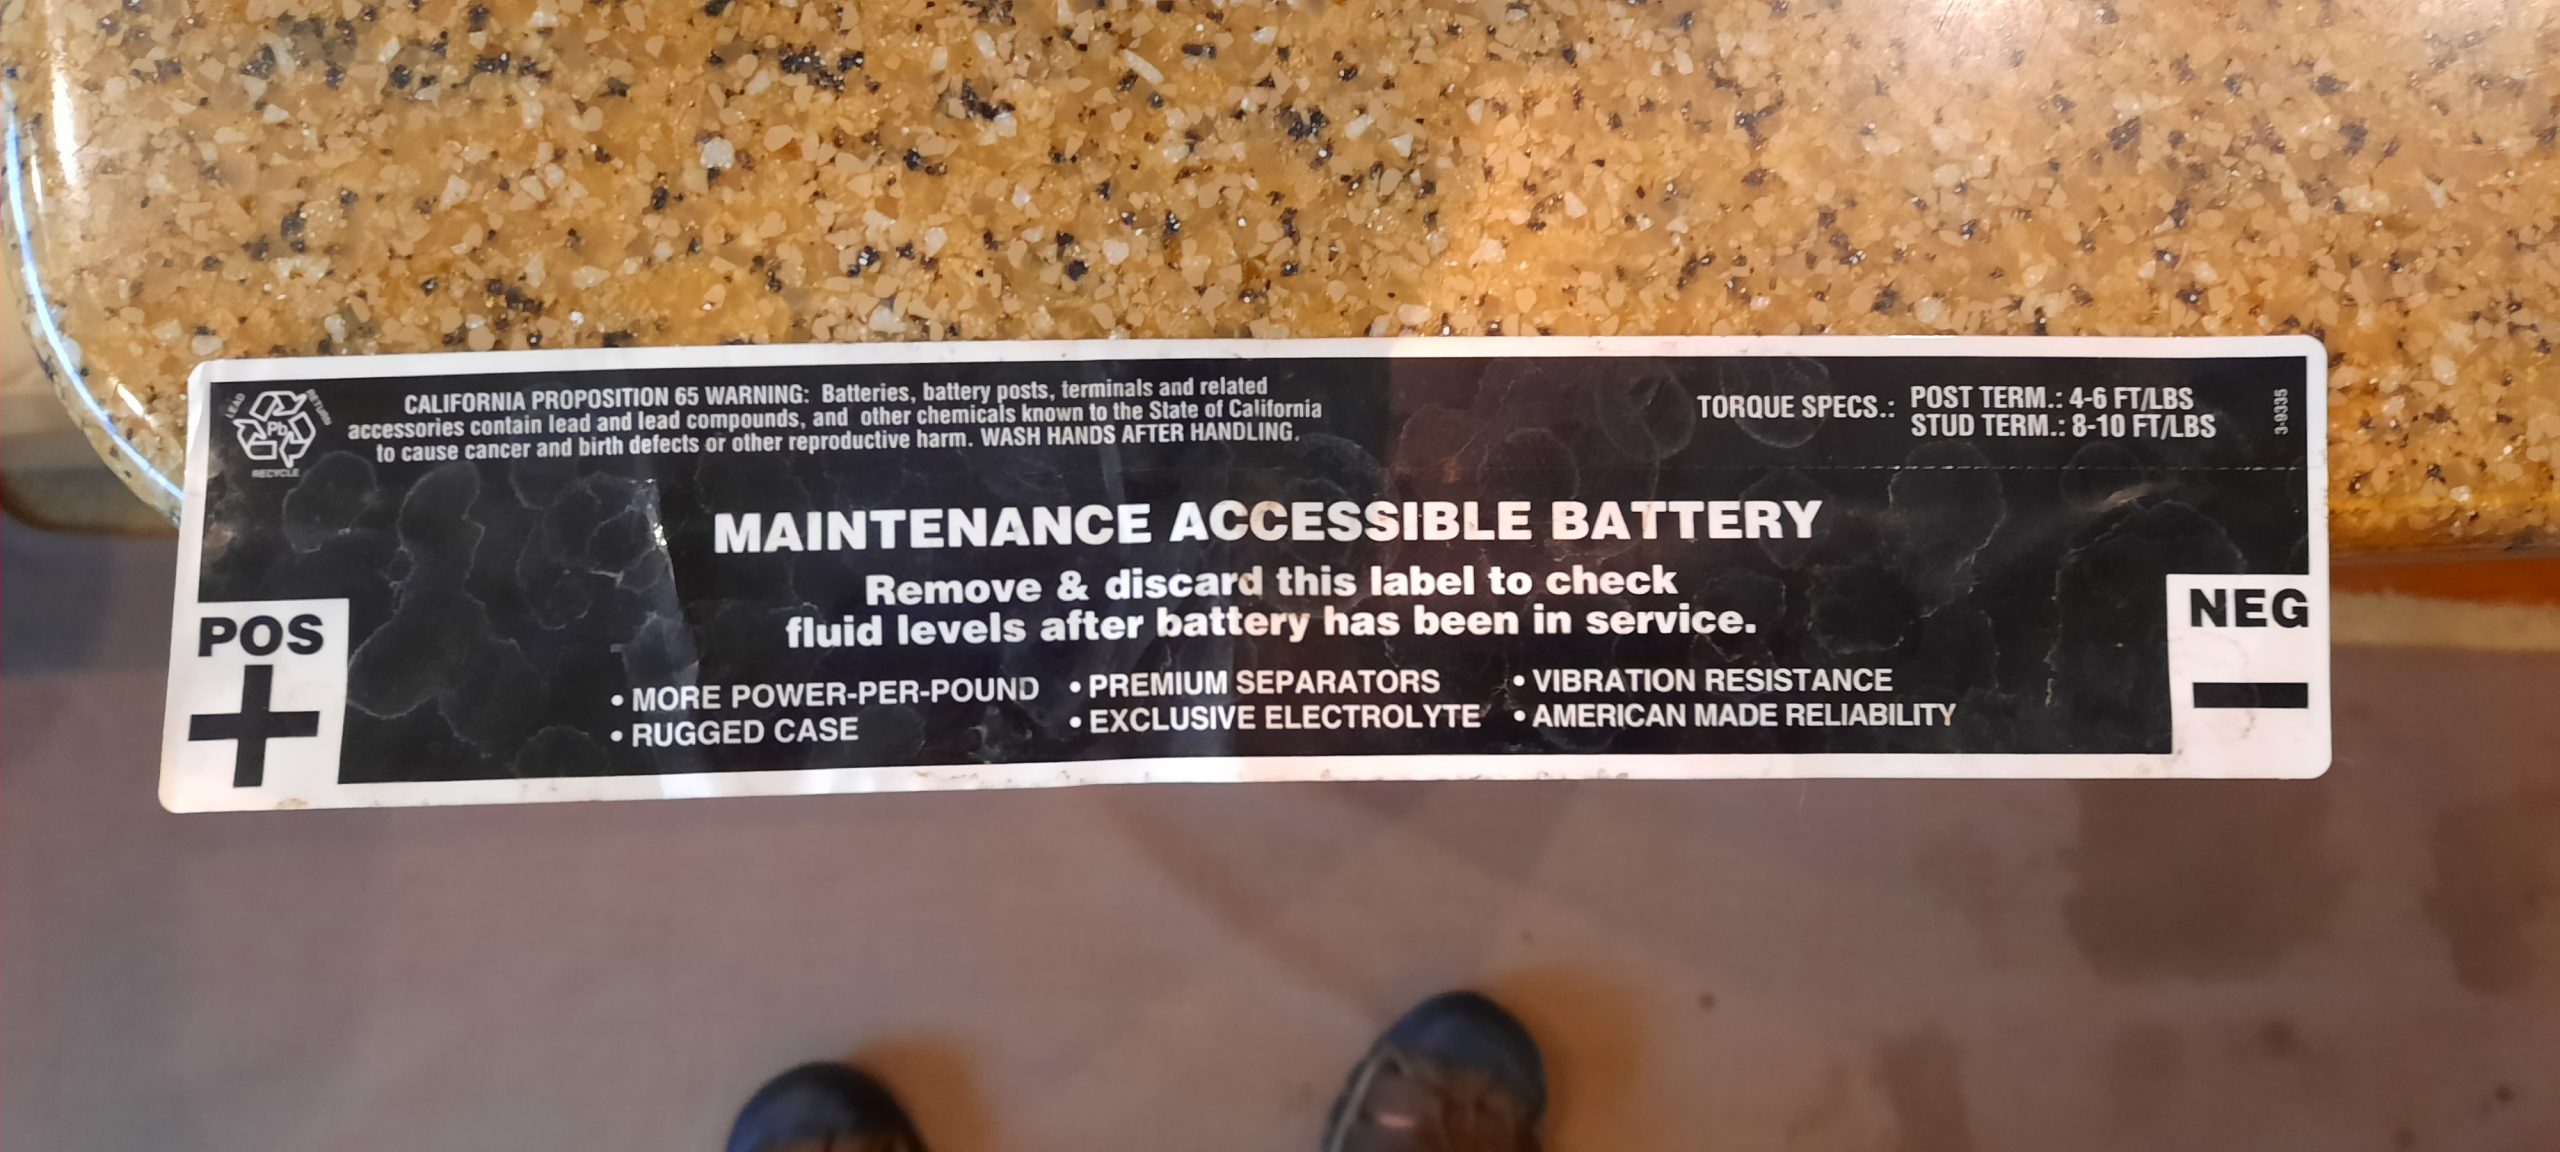 LEAD
RETURN
Pb
RECYCLE
CALIFORNIA PROPOSITION 65 WARNING: Batteries, battery posts, terminals and related
accessories contain lead and lead compounds, and other chemicals known to the State of California
to cause cancer and birth defects or other reproductive harm. WASH HANDS AFTER HANDLING.
TORQUE SPECS.: POST TERM.: 4-6 FT/LBS
STUD TERM.: 8-10 FT/LBS
3-9335
MAINTENANCE ACCESSIBLE BATTERY
Remove & discard this label to check
fluid levels after battery has been in service.
POS
+
NEG
−
• MORE POWER-PER-POUND
• RUGGED CASE
• PREMIUM SEPARATORS
• EXCLUSIVE ELECTROLYTE
• VIBRATION RESISTANCE
• AMERICAN MADE RELIABILITY